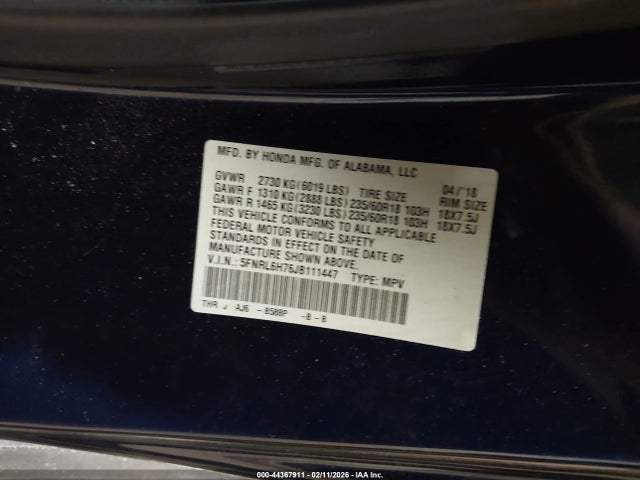 MFD. BY HONDA MFG. OF ALABAMA, LLC
GVWR 2730 KG(6019 LBS) TIRE SIZE 04/'18 RIM SIZE
GAWR F 1310 KG(2888 LBS) 235/60R18 103H 18X7.5J
GAWR R 1465 KG(3230 LBS) 235/60R18 103H 18X7.5J
THIS VEHICLE CONFORMS TO ALL APPLICABLE
FEDERAL MOTOR VEHICLE SAFETY
STANDARDS IN EFFECT ON THE DATE OF
MANUFACTURE SHOWN ABOVE.
V.I.N.: 5FNRL6H76JB111447 TYPE: MPV
THR J AJ6 - B588P -B - B
000-44367911 - 02/11/2026 - IAA Inc.